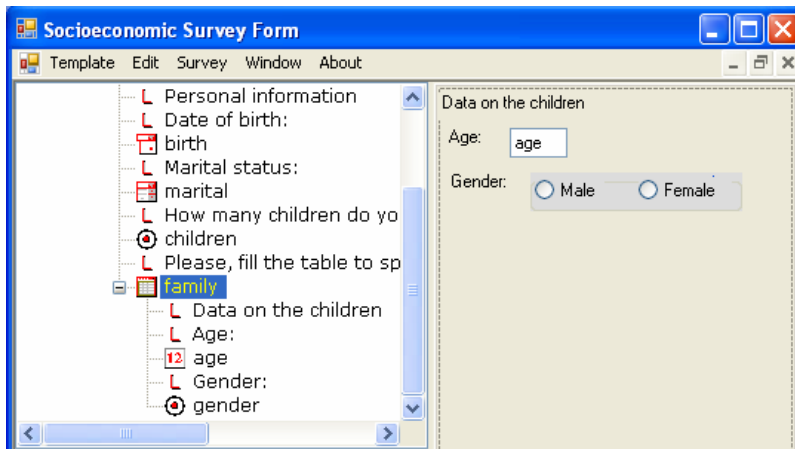 Socioeconomic Survey Form
Template Edit Survey Window About
L Personal information
L Date of birth:
birth
L Marital status:
marital
L How many children do yo
children
L Please, fill the table to sp
family
L Data on the children
L Age:
12 age
L Gender:
gender
Data on the children
Age: age
Gender: Male Female